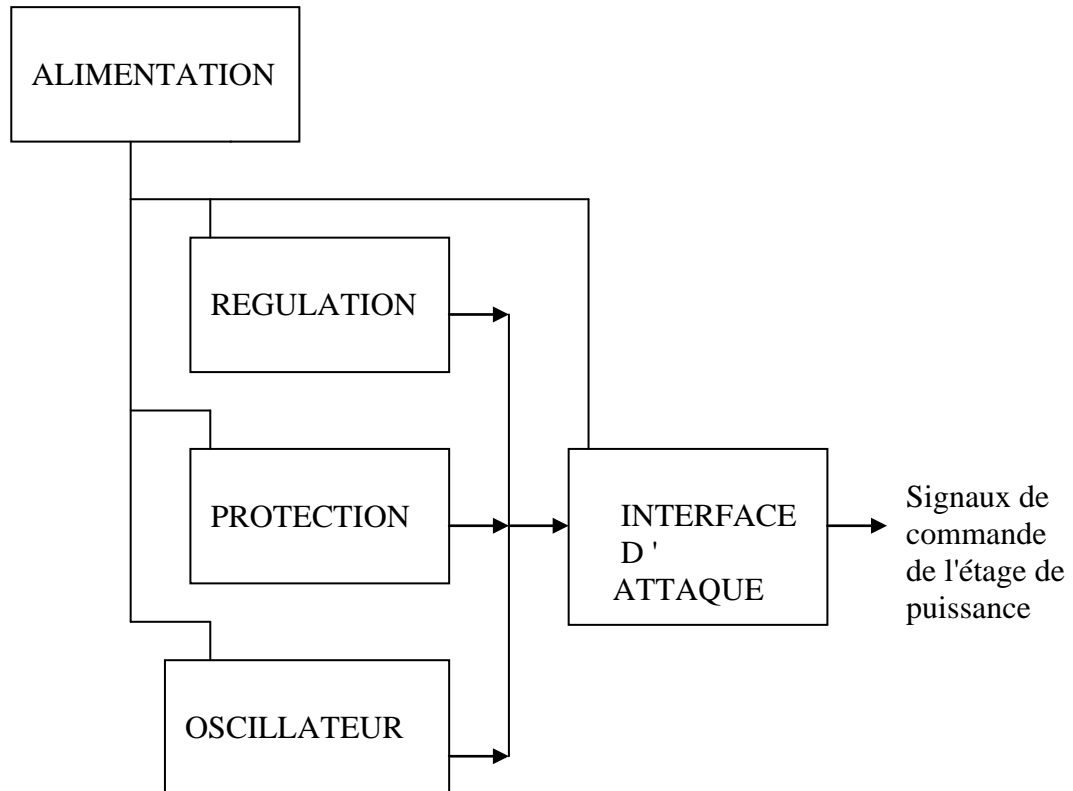 ALIMENTATION
REGULATION
PROTECTION
INTERFACE
D '
ATTAQUE
Signaux de
commande
de l'étage de
puissance
OSCILLATEUR